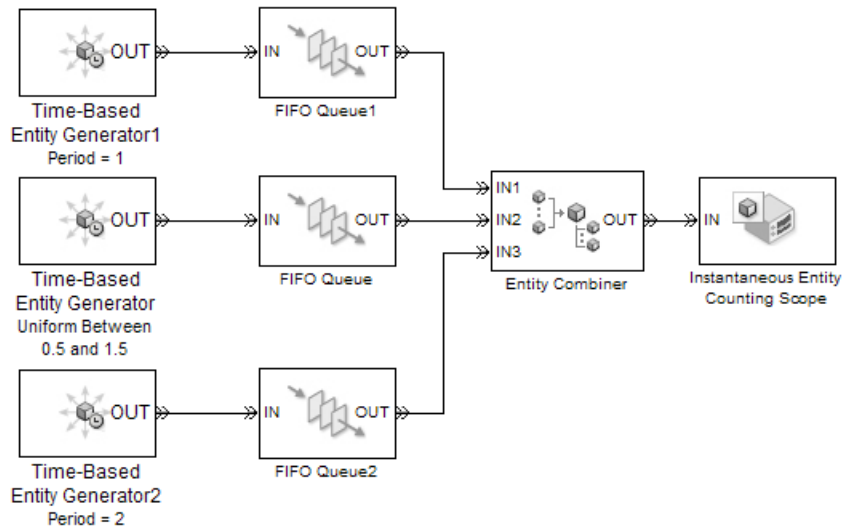 OUT
IN
OUT
Time-Based
Entity Generator1
Period = 1
FIFO Queue1
OUT
IN
OUT
Time-Based
Entity Generator
Uniform Between
0.5 and 1.5
FIFO Queue
IN1
IN2
IN3
OUT
Entity Combiner
IN
Instantaneous Entity
Counting Scope
OUT
IN
OUT
Time-Based
Entity Generator2
Period = 2
FIFO Queue2